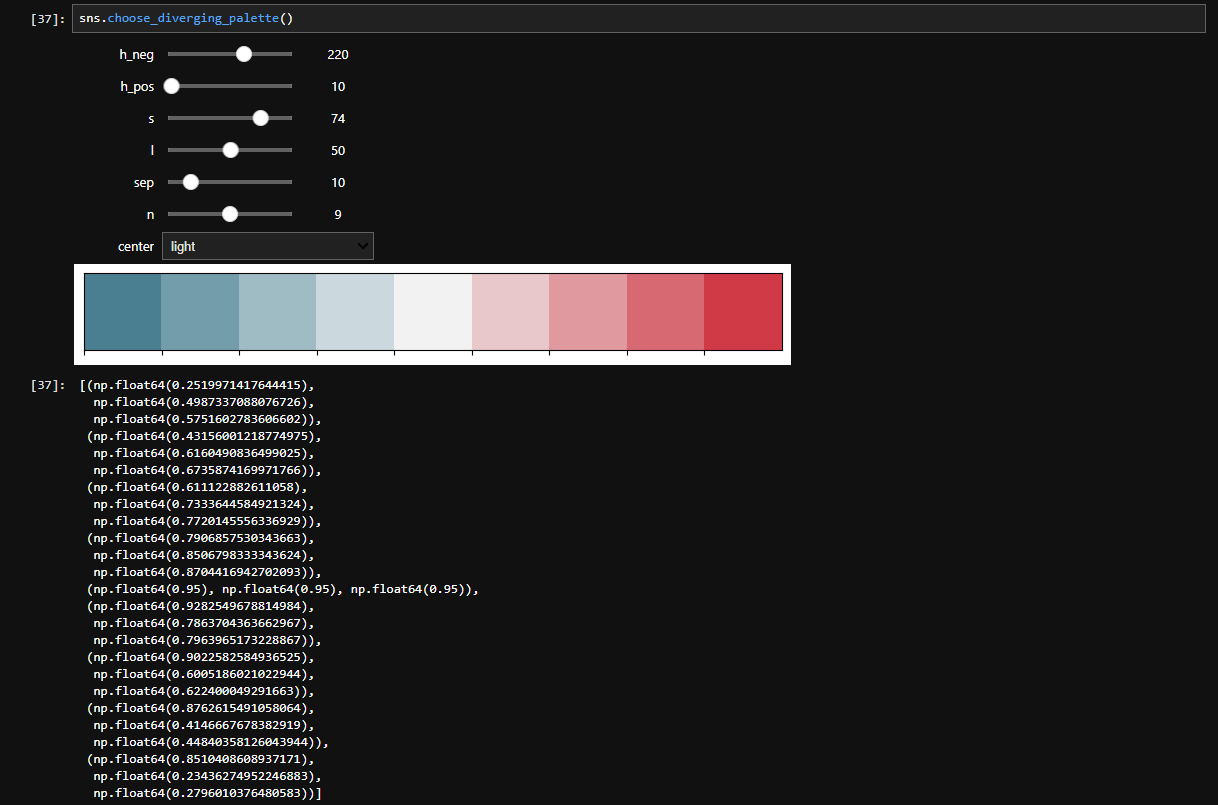 [37]: sns.choose_diverging_palette()
h_neg 220
h_pos 10
s 74
l 50
sep 10
n 9
center light
[37]: [(np.float64(0.2519971417644415),
np.float64(0.4987337088076726),
np.float64(0.5751602783606602)),
(np.float64(0.43156001218774975),
np.float64(0.6160490836499025),
np.float64(0.6735874169971766)),
(np.float64(0.611122882611058),
np.float64(0.7333644584921324),
np.float64(0.7720145556336929)),
(np.float64(0.7906857530343663),
np.float64(0.8506798333343624),
np.float64(0.8704416942702093)),
(np.float64(0.95), np.float64(0.95), np.float64(0.95)),
(np.float64(0.9282549678814984),
np.float64(0.7863704363662967),
np.float64(0.7963965173228867)),
(np.float64(0.9022582584936525),
np.float64(0.6005186021022944),
np.float64(0.622400049291663)),
(np.float64(0.8762615491058064),
np.float64(0.4146667678382919),
np.float64(0.44840358126043944)),
(np.float64(0.8510408608937171),
np.float64(0.23436274952246883),
np.float64(0.2796010376480583))]